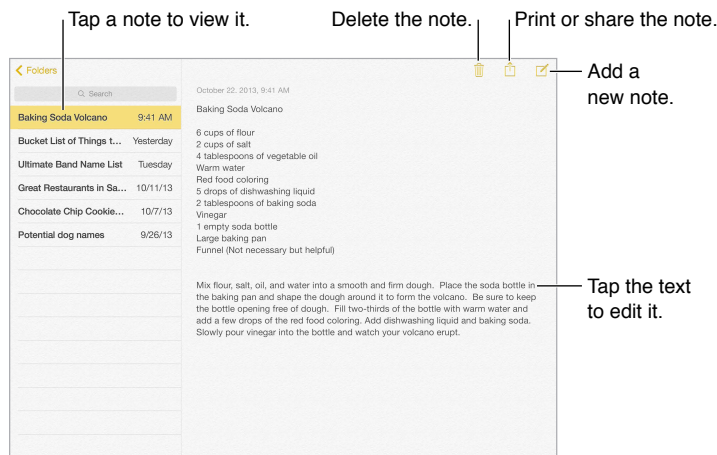 Tap a note to view it.
Delete the note.
Print or share the note.
Folders
Add a
new note.
Search
Baking Soda Volcano 9:41 AM
Bucket List of Things t... Yesterday
Ultimate Band Name List Tuesday
Great Restaurants in Sa... 10/11/13
Chocolate Chip Cookie... 10/7/13
Potential dog names 9/26/13
October 22. 2013, 9:41 AM
Baking Soda Volcano
6 cups of flour
2 cups of salt
4 tablespoons of vegetable oil
Warm water
Red food coloring
5 drops of dishwashing liquid
2 tablespoons of baking soda
Vinegar
1 empty soda bottle
Large baking pan
Funnel (Not necessary but helpful)
Mix flour, salt, oil, and water into a smooth and firm dough. Place the soda bottle in
the baking pan and shape the dough around it to form the volcano. Be sure to keep
the bottle opening free of dough. Fill two-thirds of the bottle with warm water and
add a few drops of the red food coloring. Add dishwashing liquid and baking soda.
Slowly pour vinegar into the bottle and watch your volcano erupt.
Tap the text
to edit it.